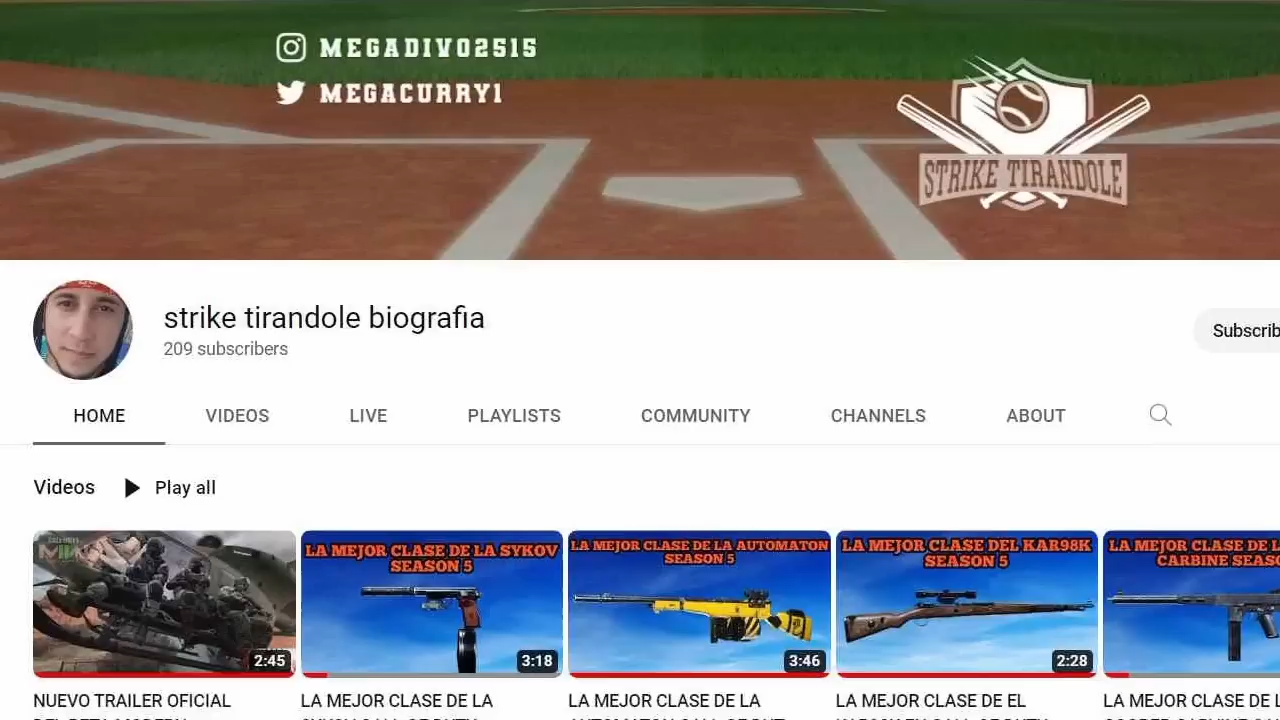 MEGADIVO2515
MEGACURRY1
STRIKE TIRANDOLE
strike tirandole biografia
209 subscribers
Subscrib
HOME VIDEOS LIVE PLAYLISTS COMMUNITY CHANNELS ABOUT
Videos Play all
LA MEJOR CLASE DE LA SYKOV
SEASON 5
LA MEJOR CLASE DE LA AUTOMATON
SEASON 5
LA MEJOR CLASE DEL KAR98K
SEASON 5
LA MEJOR CLASE DE L
CARBINE SEASO
2:45 3:18 3:46 2:28
NUEVO TRAILER OFICIAL
LA MEJOR CLASE DE LA
LA MEJOR CLASE DE LA
LA MEJOR CLASE DE EL
LA MEJOR CLASE DE L